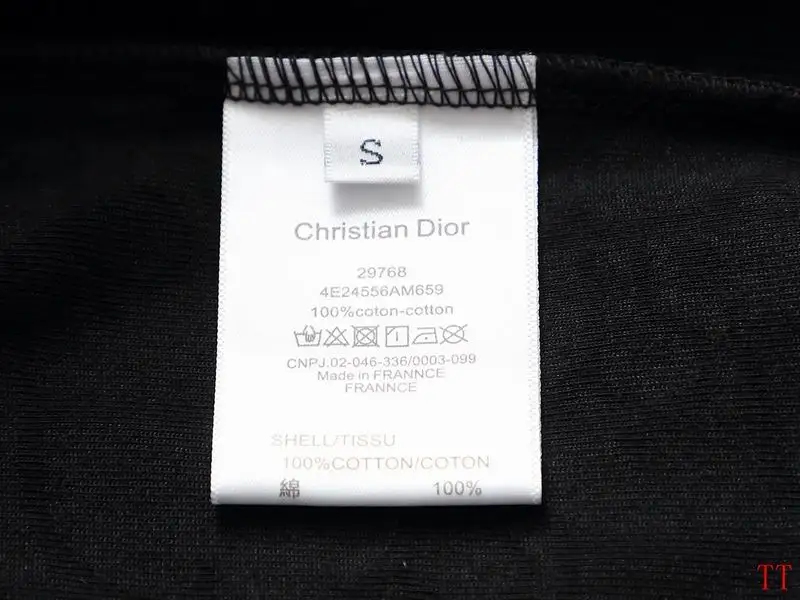 S
Christian Dior
29768
4E24556AM659
100%coton-cotton
CNPJ.02-046-336/0003-099
Made in FRANNCE
FRANNCE
SHELL/TISSU
100%COTTON/COTON
綿 100%
TT